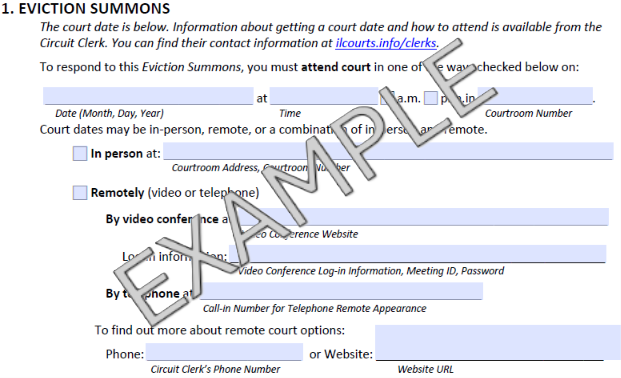 1. EVICTION SUMMONS
The court date is below. Information about getting a court date and how to attend is available from the
Circuit Clerk. You can find their contact information at ilcourts.info/clerks.
To respond to this Eviction Summons, you must attend court in one of the ways checked below on:
at a.m. p.m. in .
Date (Month, Day, Year) Time Courtroom Number
Court dates may be in-person, remote, or a combination of in-person and remote.
In person at:
Courtroom Address, Courtroom Number
Remotely (video or telephone)
By video conference at:
Video Conference Website
Log-in information:
Video Conference Log-in Information, Meeting ID, Password
By telephone at:
Call-in Number for Telephone Remote Appearance
To find out more about remote court options:
Phone: or Website:
Circuit Clerk's Phone Number Website URL
EXAMPLE